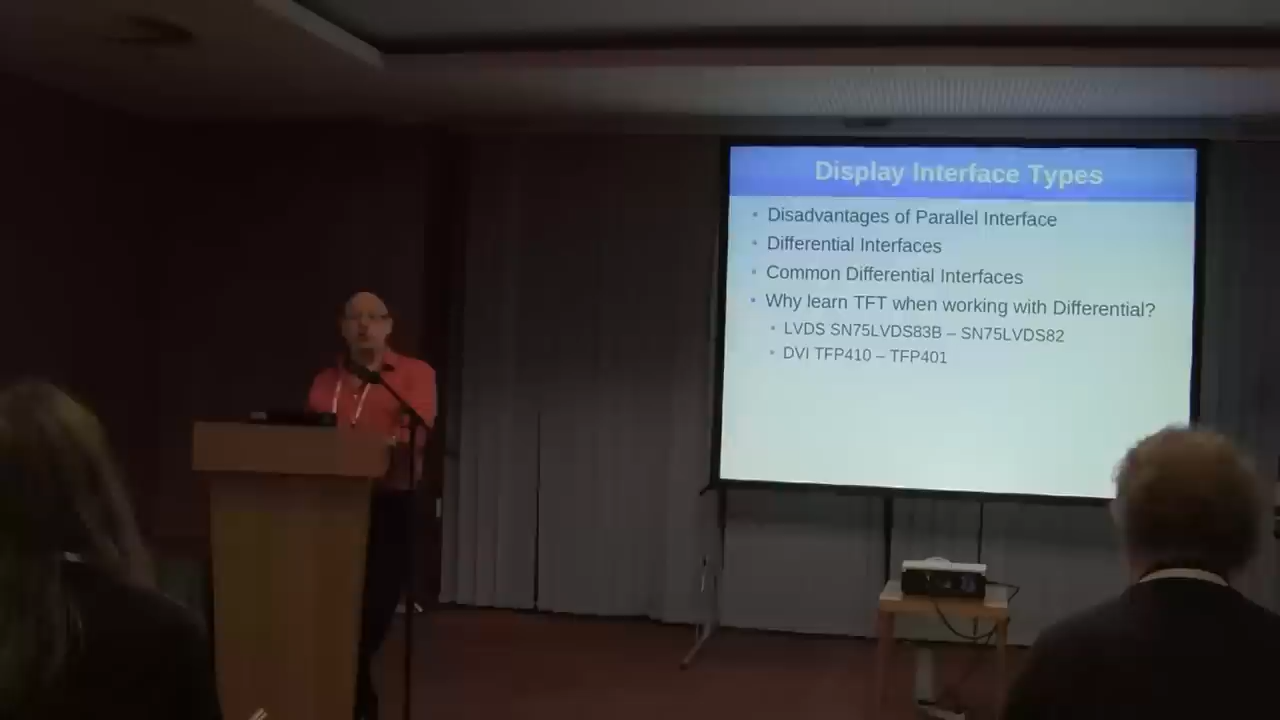 Display Interface Types
• Disadvantages of Parallel Interface
• Differential Interfaces
• Common Differential Interfaces
• Why learn TFT when working with Differential?
• LVDS SN75LVDS83B – SN75LVDS82
• DVI TFP410 – TFP401